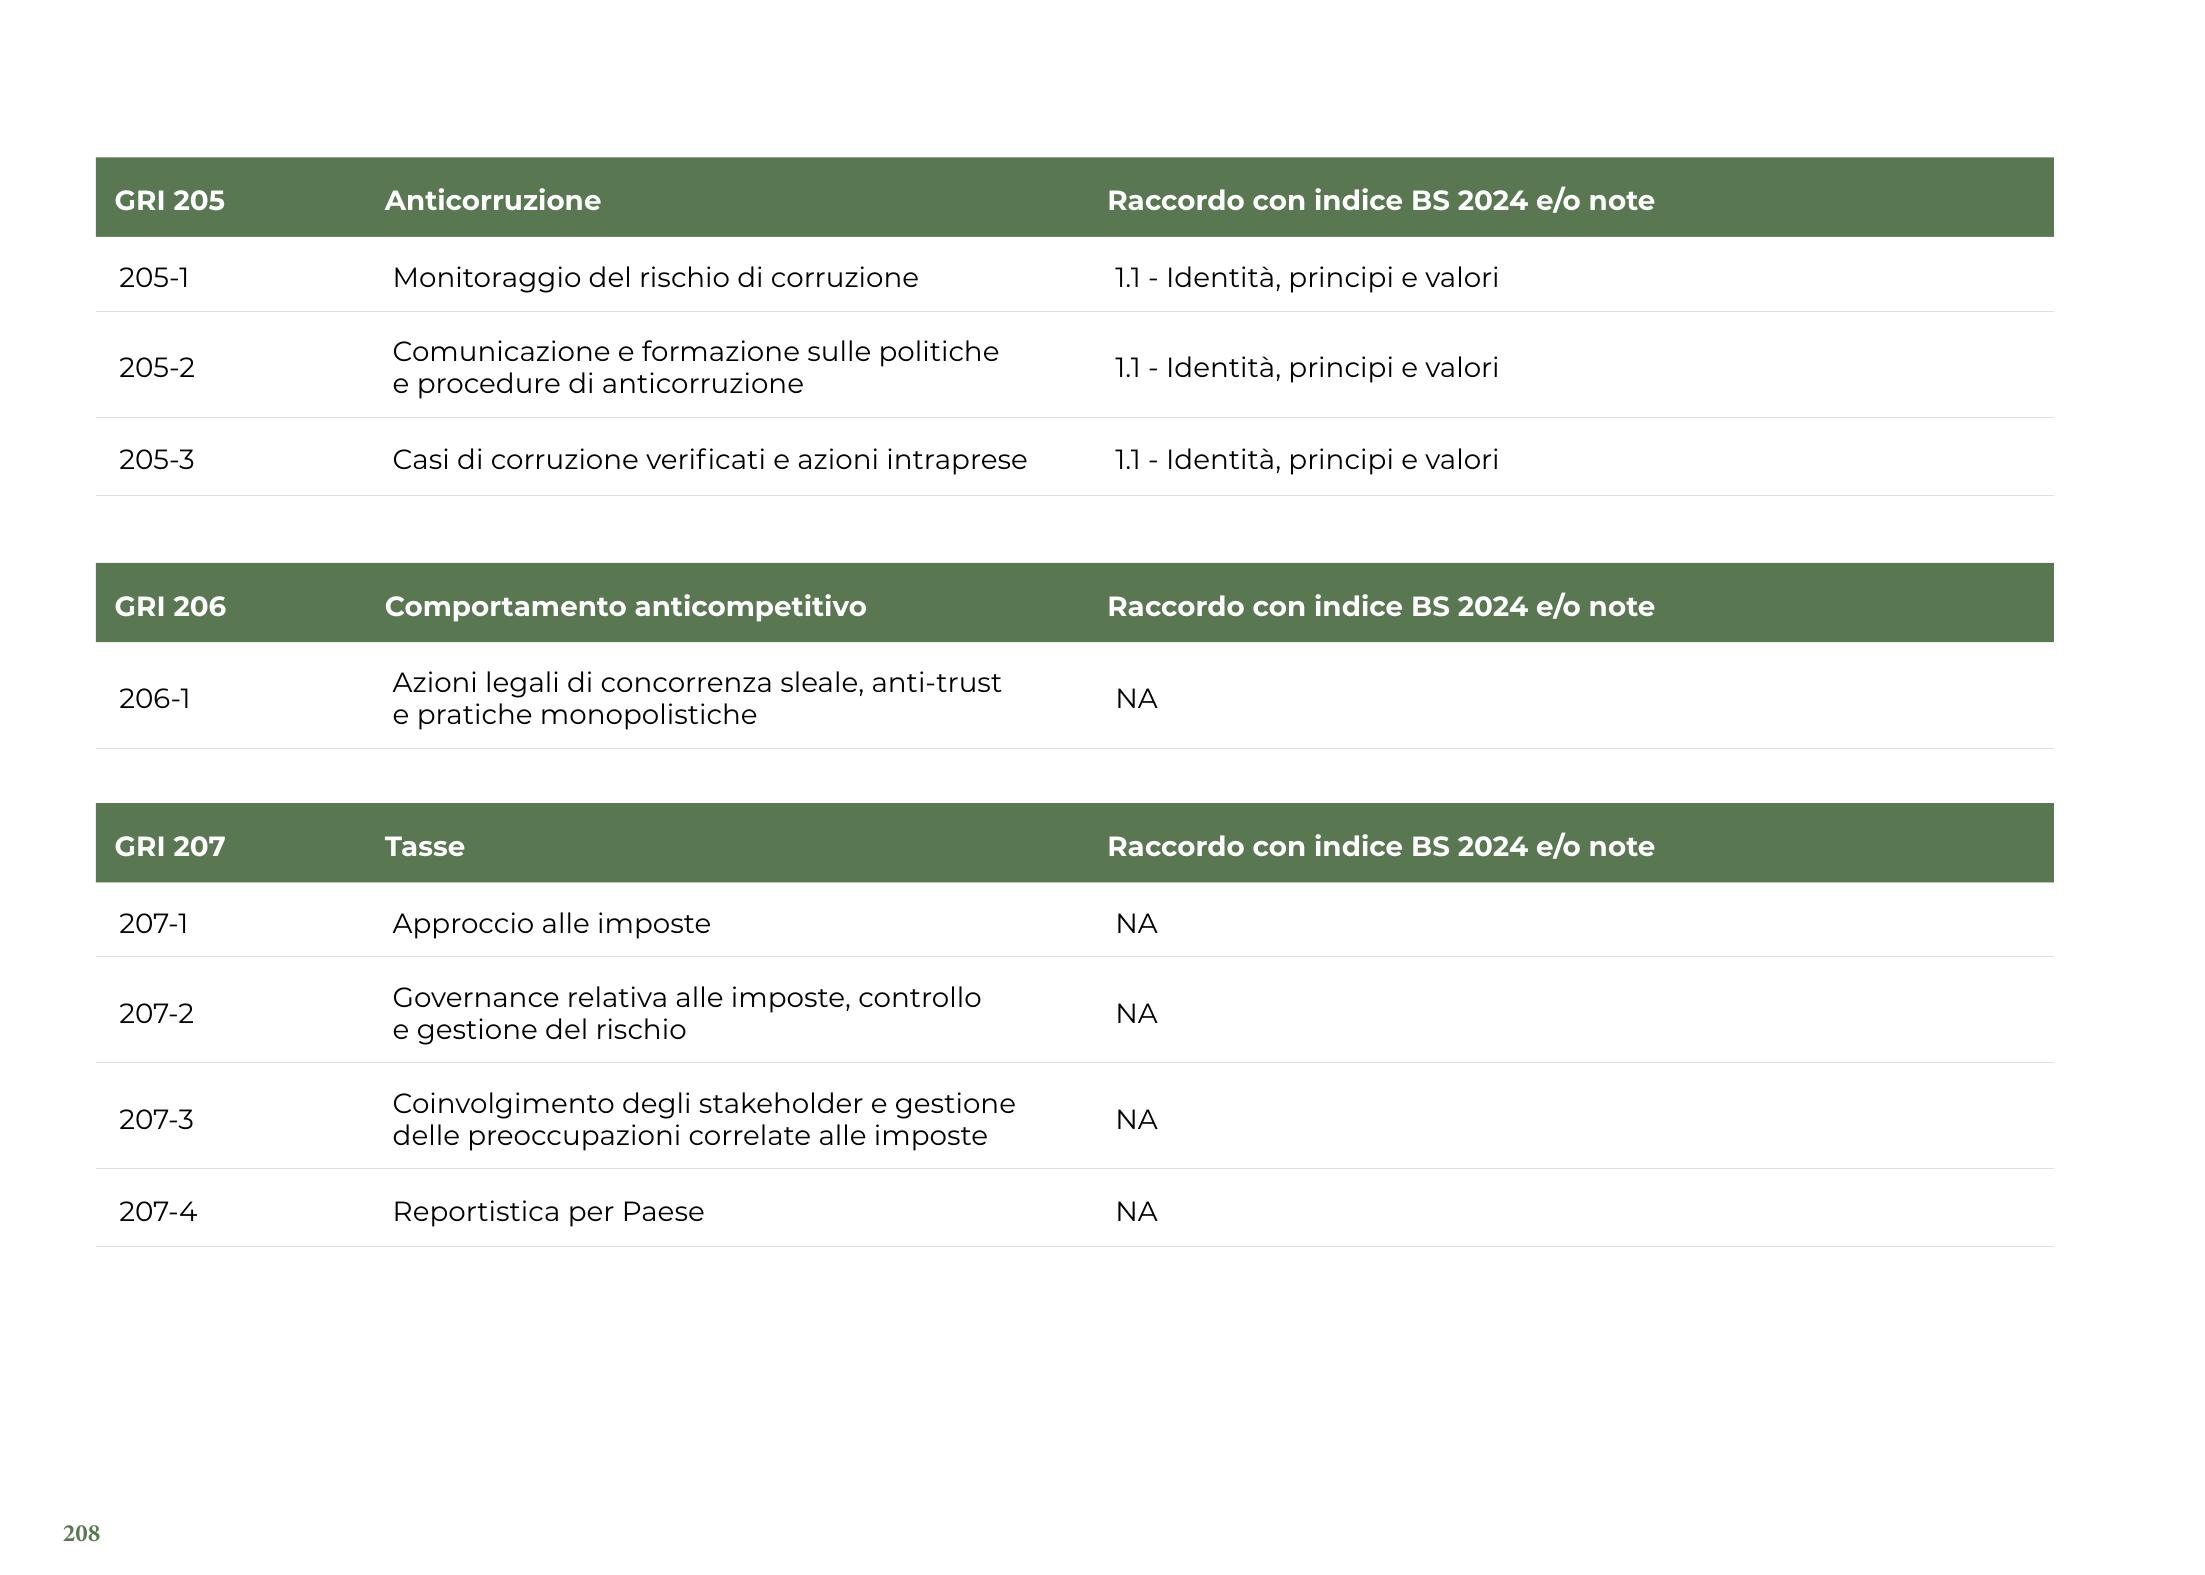 GRI 205 Anticorruzione Raccordo con indice BS 2024 e/o note
205-1 Monitoraggio del rischio di corruzione 1.1 - Identità, principi e valori
205-2 Comunicazione e formazione sulle politiche
e procedure di anticorruzione 1.1 - Identità, principi e valori
205-3 Casi di corruzione verificati e azioni intraprese 1.1 - Identità, principi e valori
GRI 206 Comportamento anticompetitivo Raccordo con indice BS 2024 e/o note
206-1 Azioni legali di concorrenza sleale, anti-trust
e pratiche monopolistiche NA
GRI 207 Tasse Raccordo con indice BS 2024 e/o note
207-1 Approccio alle imposte NA
207-2 Governance relativa alle imposte, controllo
e gestione del rischio NA
207-3 Coinvolgimento degli stakeholder e gestione
delle preoccupazioni correlate alle imposte NA
207-4 Reportistica per Paese NA
208